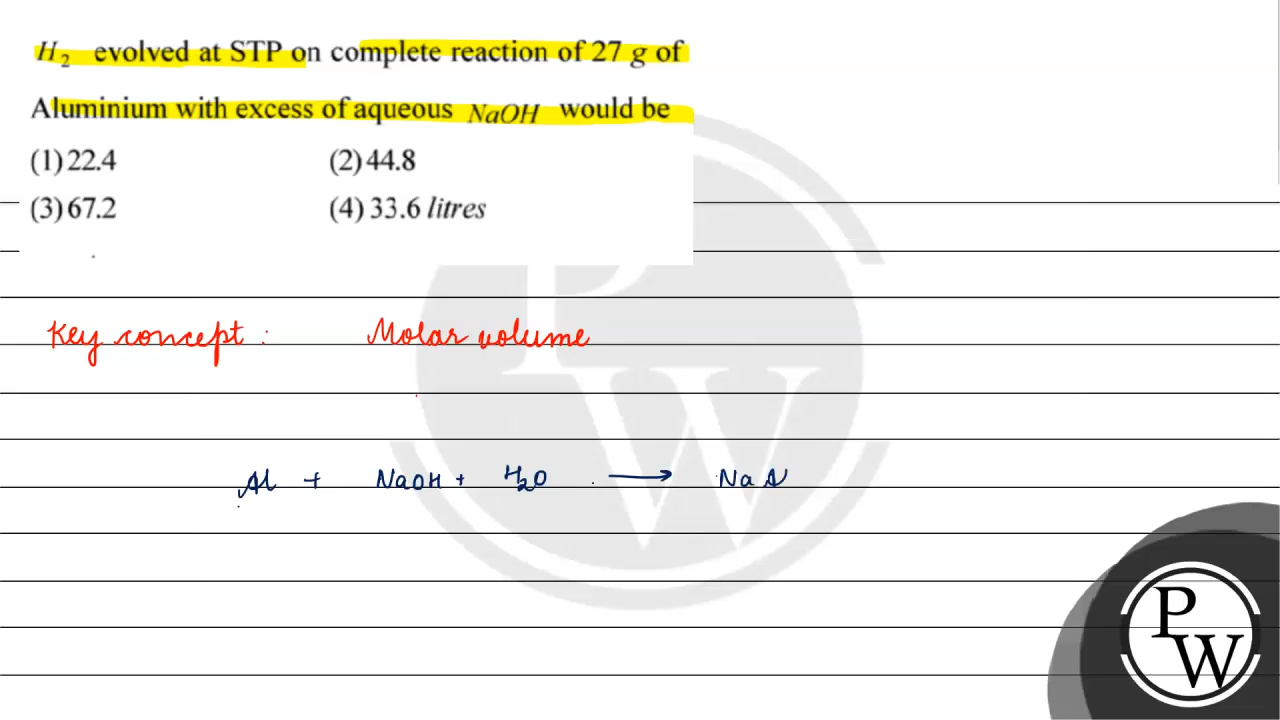 H₂ evolved at STP on complete reaction of 27 g of
Aluminium with excess of aqueous NaOH would be
(1) 22.4 (2) 44.8
(3) 67.2 (4) 33.6 litres
Key concept : Molar volume
Al + NaOH + H₂O ⟶ Na A
P
W
P
W